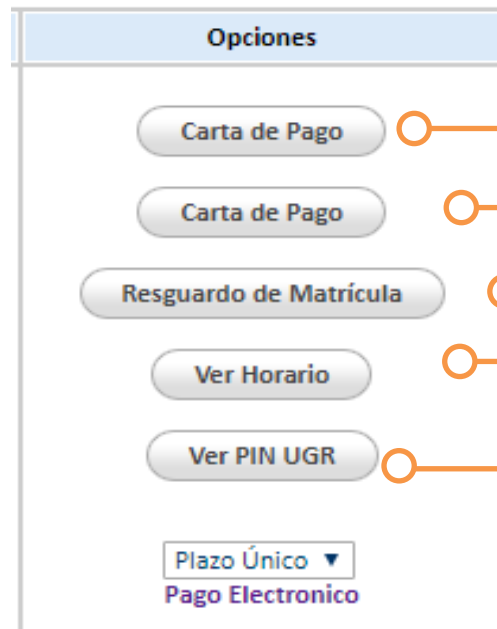 Opciones
Carta de Pago
Carta de Pago
Resguardo de Matrícula
Ver Horario
Ver PIN UGR
Plazo Único ▼
Pago Electronico